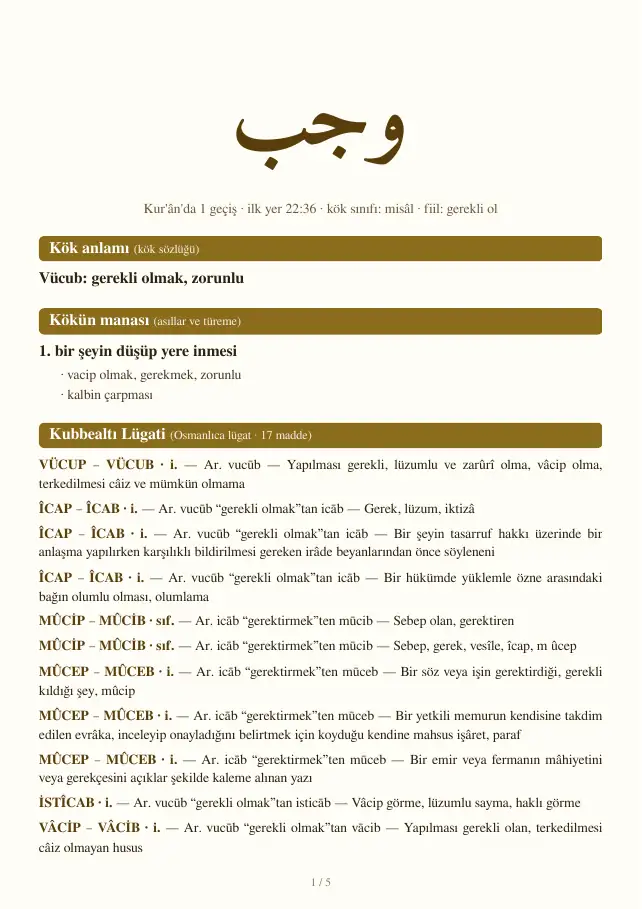 وجب
Kur'ân'da 1 geçiş · ilk yer 22:36 · kök sınıfı: misâl · fiil: gerekli ol
Kök anlamı (kök sözlüğü)
Vücub: gerekli olmak, zorunlu
Kökün manası (asıllar ve türeme)
1. bir şeyin düşüp yere inmesi
· vacip olmak, gerekmek, zorunlu
· kalbin çarpması
Kubbealtı Lügati (Osmanlıca lügat · 17 madde)
VÜCUP – VÜCUB · i. — Ar. vucūb — Yapılması gerekli, lüzumlu ve zarûrî olma, vâcip olma,
terkedilmesi câiz ve mümkün olmama
ÎCAP – ÎCAB · i. — Ar. vucūb “gerekli olmak”tan icāb — Gerek, lüzum, iktizâ
ÎCAP – ÎCAB · i. — Ar. vucūb “gerekli olmak”tan icāb — Bir şeyin tasarruf hakkı üzerinde bir
anlaşma yapılırken karşılıklı bildirilmesi gereken irâde beyanlarından önce söyleneni
ÎCAP – ÎCAB · i. — Ar. vucūb “gerekli olmak”tan icāb — Bir hükümde yüklemle özne arasındaki
bağın olumlu olması, olumlama
MÛCİP – MÛCİB · sıf. — Ar. icāb “gerektirmek”ten mūcib — Sebep olan, gerektiren
MÛCİP – MÛCİB · sıf. — Ar. icāb “gerektirmek”ten mūcib — Sebep, gerek, vesîle, îcap, m ûcep
MÛCEP – MÛCEB · i. — Ar. icāb “gerektirmek”ten mūceb — Bir söz veya işin gerektirdiği, gerekli
kıldığı şey, mûcip
MÛCEP – MÛCEB · i. — Ar. icāb “gerektirmek”ten mūceb — Bir yetkili memurun kendisine takdim
edilen evrâka, inceleyip onayladığını belirtmek için koyduğu kendine mahsus işâret, paraf
MÛCEP – MÛCEB · i. — Ar. icāb “gerektirmek”ten mūceb — Bir emir veya fermanın mâhiyetini
veya gerekçesini açıklar şekilde kaleme alınan yazı
İSTÎCAB · i. — Ar. vucūb “gerekli olmak”tan isticāb — Vâcip görme, lüzumlu sayma, haklı görme
VÂCİP – VÂCİB · i. — Ar. vucūb “gerekli olmak”tan vācib — Yapılması gerekli olan, terkedilmesi
câiz olmayan husus
1 / 5